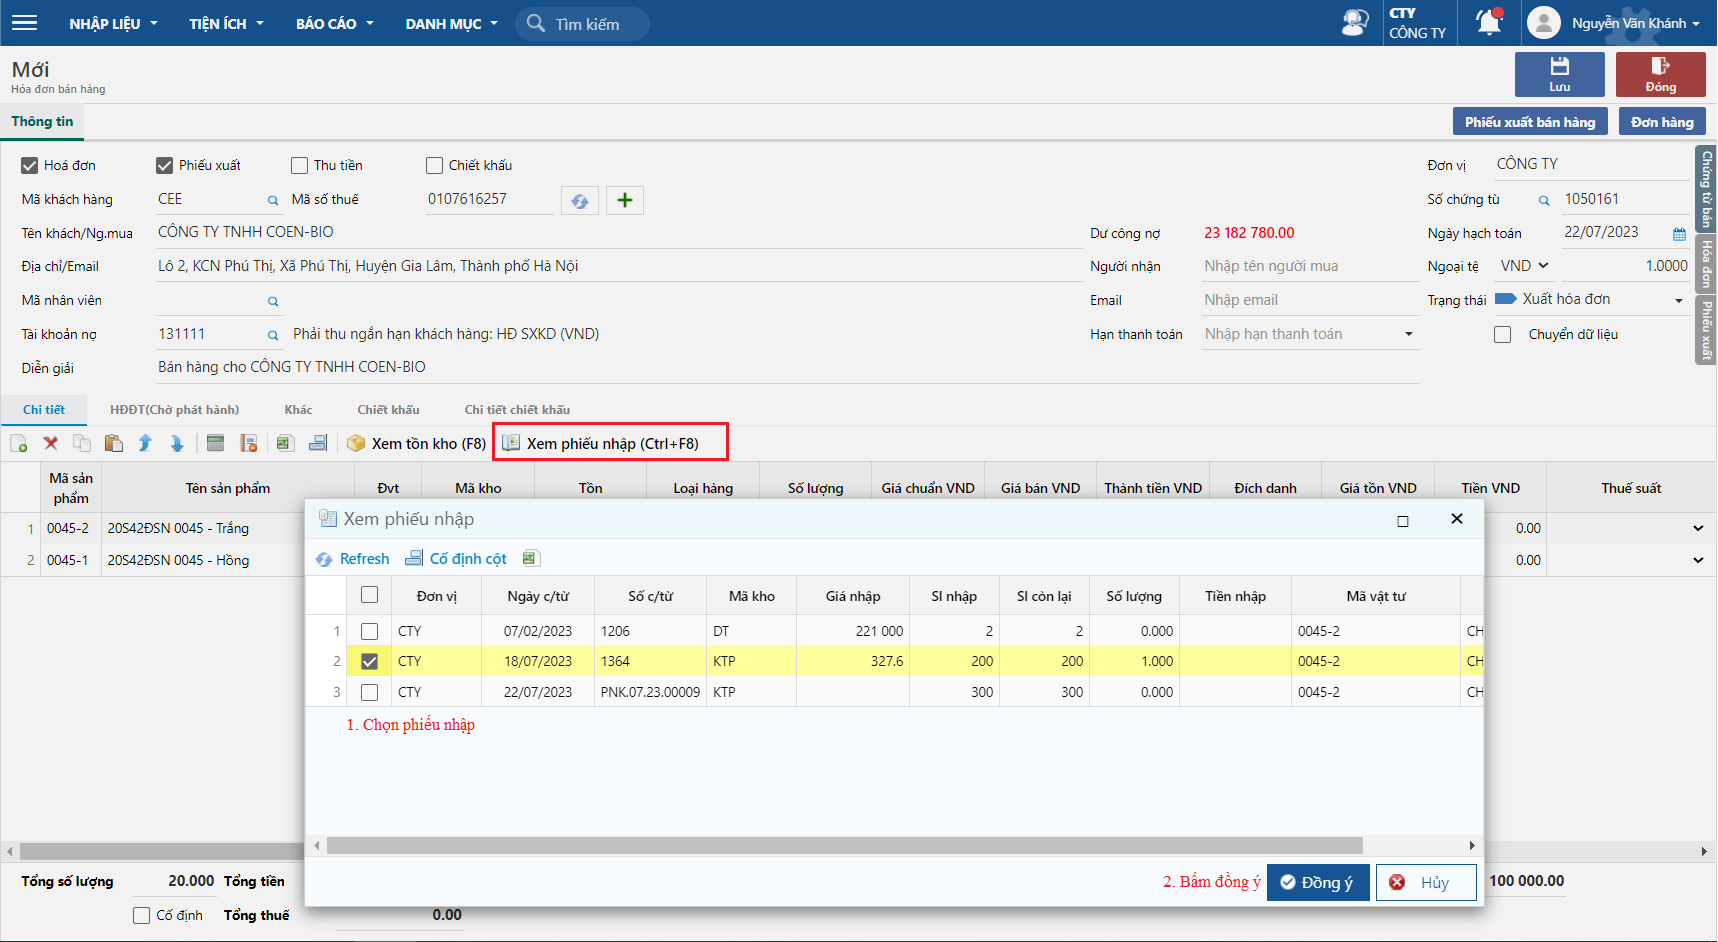 NHẬP LIỆU TIỆN ÍCH BÁO CÁO DANH MỤC Tìm kiếm CTY CÔNG TY Nguyễn Văn Khánh
Mới
Hóa đơn bán hàng
Lưu Đóng
Thông tin Phiếu xuất bán hàng Đơn hàng
Hoá đơn Phiếu xuất Thu tiền Chiết khấu Đơn vị CÔNG TY
Mã khách hàng CEE Mã số thuế 0107616257 Số chứng từ 1050161
Tên khách/Ng.mua CÔNG TY TNHH COEN-BIO Dư công nợ 23 182 780.00 Ngày hạch toán 22/07/2023
Địa chỉ/Email Lô 2, KCN Phú Thị, Xã Phú Thị, Huyện Gia Lâm, Thành phố Hà Nội Người nhận Nhập tên người mua Ngoại tệ VND 1.0000
Mã nhân viên Email Nhập email Trạng thái Xuất hóa đơn
Tài khoản nợ 131111 Phải thu ngắn hạn khách hàng: HĐ SXKD (VND) Hạn thanh toán Nhập hạn thanh toán Chuyển dữ liệu
Diễn giải Bán hàng cho CÔNG TY TNHH COEN-BIO
Chứng từ bán
Hóa đơn
Phiếu xuất
Chi tiết HĐĐT(Chờ phát hành) Khác Chiết khấu Chi tiết chiết khấu
Xem tồn kho (F8) Xem phiếu nhập (Ctrl+F8)
Mã sản phẩm Tên sản phẩm Đvt Mã kho Tồn Loại hàng Số lượng Giá chuẩn VND Giá bán VND Thành tiền VND Đích danh Giá tồn VND Tiền VND Thuế suất
1 0045-2 20S42ĐSN 0045 - Trắng 0.00
2 0045-1 20S42ĐSN 0045 - Hồng 0.00
Xem phiếu nhập
Refresh Cố định cột
Đơn vị Ngày c/từ Số c/từ Mã kho Giá nhập Sl nhập Sl còn lại Số lượng Tiền nhập Mã vật tư
1 CTY 07/02/2023 1206 DT 221 000 2 2 0.000 0045-2 CH
2 CTY 18/07/2023 1364 KTP 327.6 200 200 1.000 0045-2 CH
3 CTY 22/07/2023 PNK.07.23.00009 KTP 300 300 0.000 0045-2 CH
1. Chọn phiếu nhập
2. Bấm đồng ý Đồng ý Hủy
Tổng số lượng 20.000 Tổng tiền 100 000.00
Cố định Tổng thuế 0.00